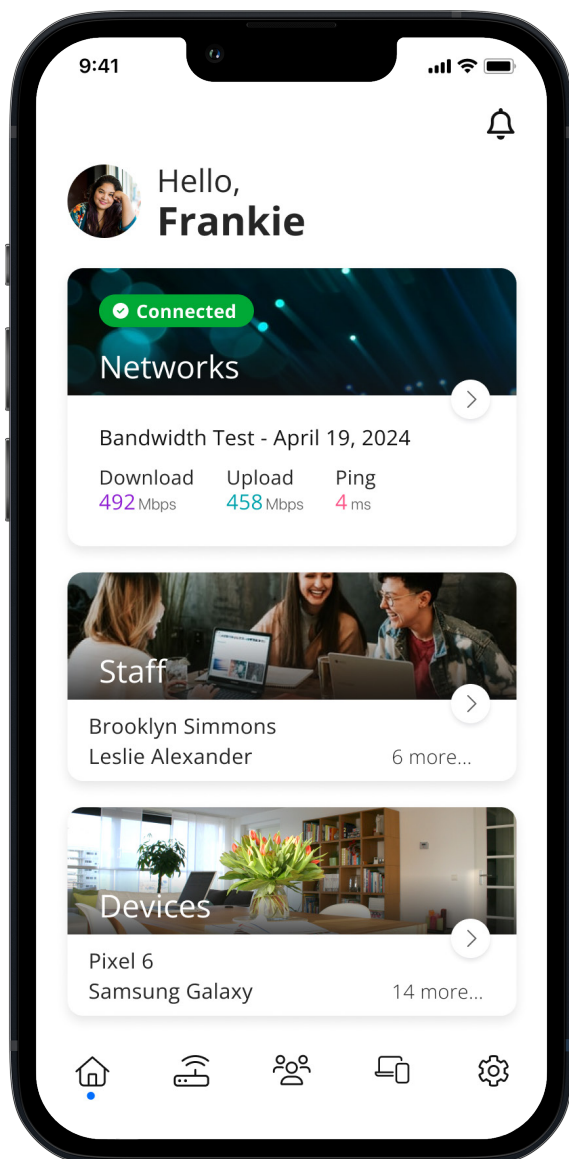 9:41
Hello,
Frankie
Connected
Networks
Bandwidth Test - April 19, 2024
Download Upload Ping
492 Mbps 458 Mbps 4 ms
Staff
Brooklyn Simmons
Leslie Alexander 6 more...
Devices
Pixel 6
Samsung Galaxy 14 more...